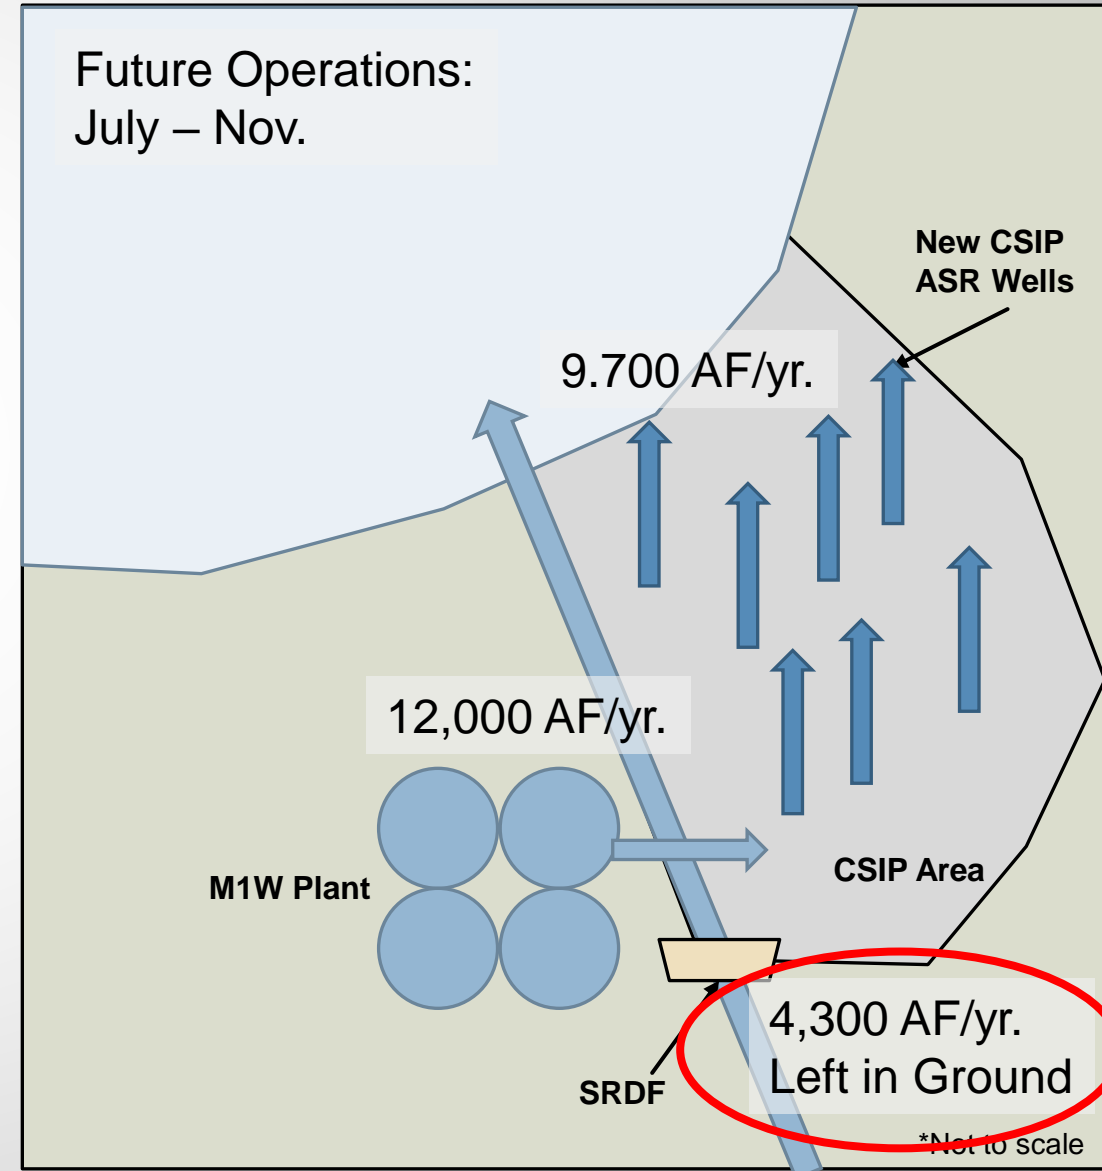 Future Operations:
July – Nov.
New CSIP
ASR Wells
9.700 AF/yr.
12,000 AF/yr.
M1W Plant
CSIP Area
4,300 AF/yr.
Left in Ground
SRDF
*Not to scale